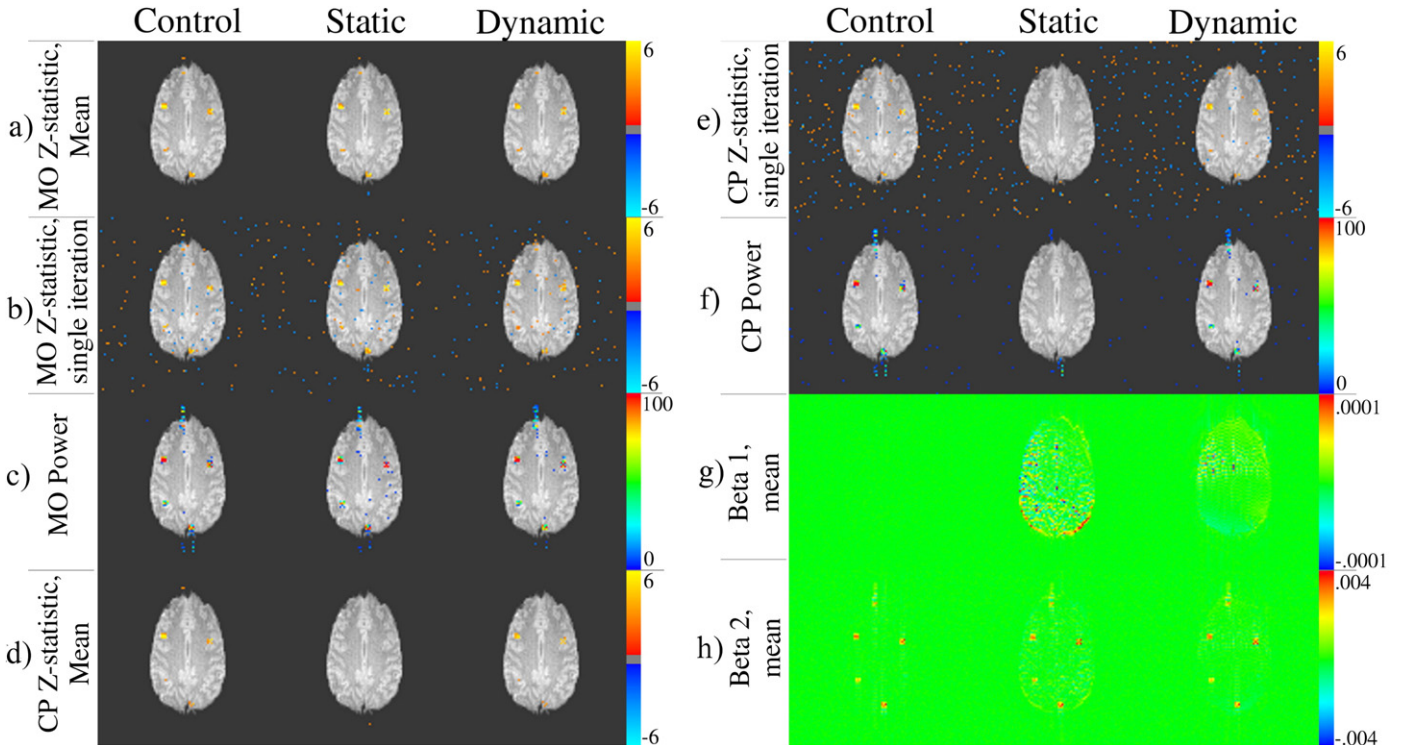 Control Static Dynamic
a) MO Z-statistic,
Mean
6
-6
b) MO Z-statistic,
single iteration
6
-6
c) MO Power
100
0
d) CP Z-statistic,
Mean
6
-6
Control Static Dynamic
e) CP Z-statistic,
single iteration
6
-6
f) CP Power
100
0
g) Beta 1,
mean
.0001
-.0001
h) Beta 2,
mean
.004
-.004